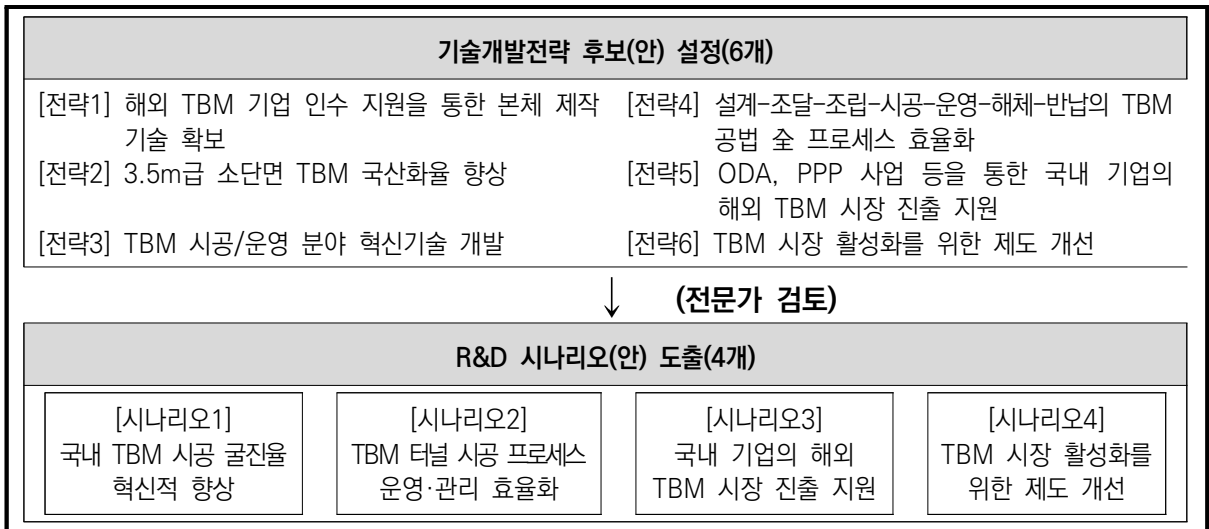 기술개발전략 후보(안) 설정(6개)
[전략1] 해외 TBM 기업 인수 지원을 통한 본체 제작
기술 확보
[전략2] 3.5m급 소단면 TBM 국산화율 향상
[전략3] TBM 시공/운영 분야 혁신기술 개발
[전략4] 설계-조달-조립-시공-운영-해체-반납의 TBM
공법 全 프로세스 효율화
[전략5] ODA, PPP 사업 등을 통한 국내 기업의
해외 TBM 시장 진출 지원
[전략6] TBM 시장 활성화를 위한 제도 개선
↓ (전문가 검토)
R&D 시나리오(안) 도출(4개)
[시나리오1]
국내 TBM 시공 굴진율
혁신적 향상
[시나리오2]
TBM 터널 시공 프로세스
운영·관리 효율화
[시나리오3]
국내 기업의 해외
TBM 시장 진출 지원
[시나리오4]
TBM 시장 활성화를
위한 제도 개선